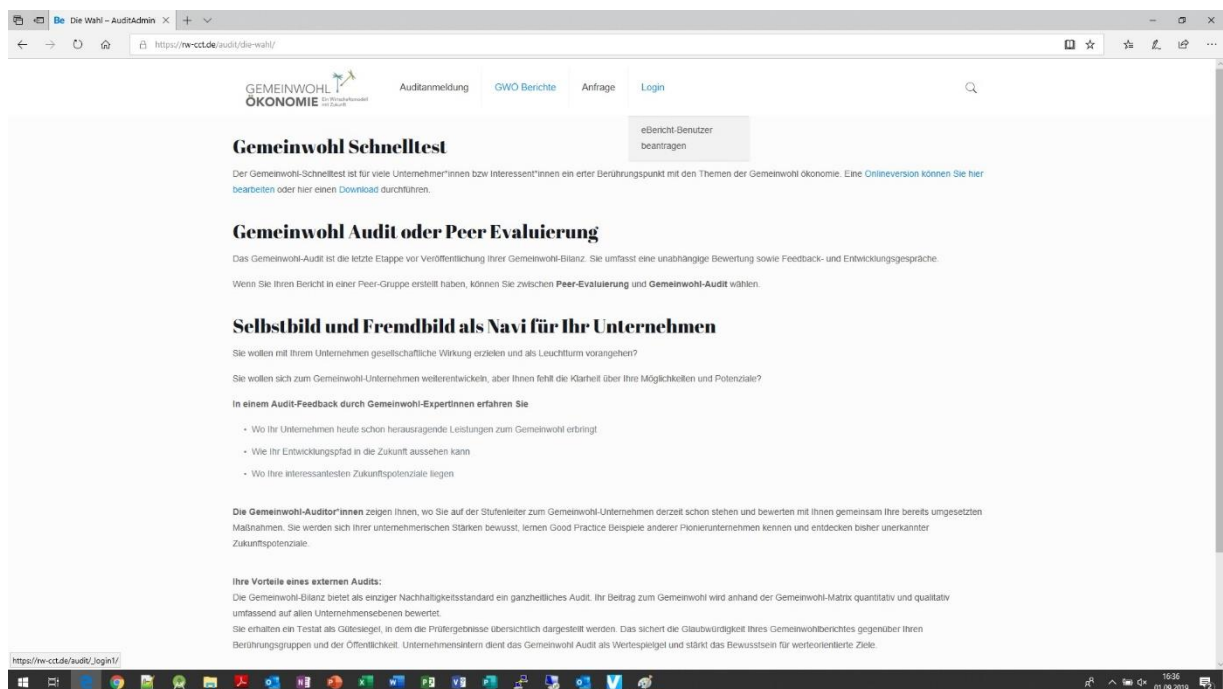 Be Die Wahl – AuditAdmin
https://rw-cct.de/audit/die-wahl/
GEMEINWOHL
ÖKONOMIE Ein Wirtschaftsmodell
mit Zukunft
Auditanmeldung GWÖ Berichte Anfrage Login
eBericht-Benutzer
beantragen
Gemeinwohl Schnelltest
Der Gemeinwohl-Schnelltest ist für viele Unternehmer*innen bzw Interessent*innen ein erter Berührungspunkt mit den Themen der Gemeinwohl ökonomie. Eine Onlineversion können Sie hier
bearbeiten oder hier einen Download durchführen.
Gemeinwohl Audit oder Peer Evaluierung
Das Gemeinwohl-Audit ist die letzte Etappe vor Veröffentlichung Ihrer Gemeinwohl-Bilanz. Sie umfasst eine unabhängige Bewertung sowie Feedback- und Entwicklungsgespräche.
Wenn Sie Ihren Bericht in einer Peer-Gruppe erstellt haben, können Sie zwischen Peer-Evaluierung und Gemeinwohl-Audit wählen.
Selbstbild und Fremdbild als Navi für Ihr Unternehmen
Sie wollen mit Ihrem Unternehmen gesellschaftliche Wirkung erzielen und als Leuchtturm vorangehen?
Sie wollen sich zum Gemeinwohl-Unternehmen weiterentwickeln, aber Ihnen fehlt die Klarheit über Ihre Möglichkeiten und Potenziale?
In einem Audit-Feedback durch Gemeinwohl-ExpertInnen erfahren Sie
• Wo Ihr Unternehmen heute schon herausragende Leistungen zum Gemeinwohl erbringt
• Wie Ihr Entwicklungspfad in die Zukunft aussehen kann
• Wo Ihre interessantesten Zukunftspotenziale liegen
Die Gemeinwohl-Auditor*innen zeigen Ihnen, wo Sie auf der Stufenleiter zum Gemeinwohl-Unternehmen derzeit schon stehen und bewerten mit Ihnen gemeinsam Ihre bereits umgesetzten
Maßnahmen. Sie werden sich Ihrer unternehmerischen Stärken bewusst, lernen Good Practice Beispiele anderer Pionierunternehmen kennen und entdecken bisher unerkannter
Zukunftspotenziale.
Ihre Vorteile eines externen Audits:
Die Gemeinwohl-Bilanz bietet als einziger Nachhaltigkeitsstandard ein ganzheitliches Audit. Ihr Beitrag zum Gemeinwohl wird anhand der Gemeinwohl-Matrix quantitativ und qualitativ
umfassend auf allen Unternehmensebenen bewertet.
Sie erhalten ein Testat als Gütesiegel, in dem die Prüfergebnisse übersichtlich dargestellt werden. Das sichert die Glaubwürdigkeit Ihres Gemeinwohlberichtes gegenüber Ihren
Berührungsgruppen und der Öffentlichkeit. Unternehmensintern dient das Gemeinwohl Audit als Wertespielgel und stärkt das Bewusstsein für werteorientierte Ziele.
https://rw-cct.de/audit/_login1/
16:36
01.09.2019